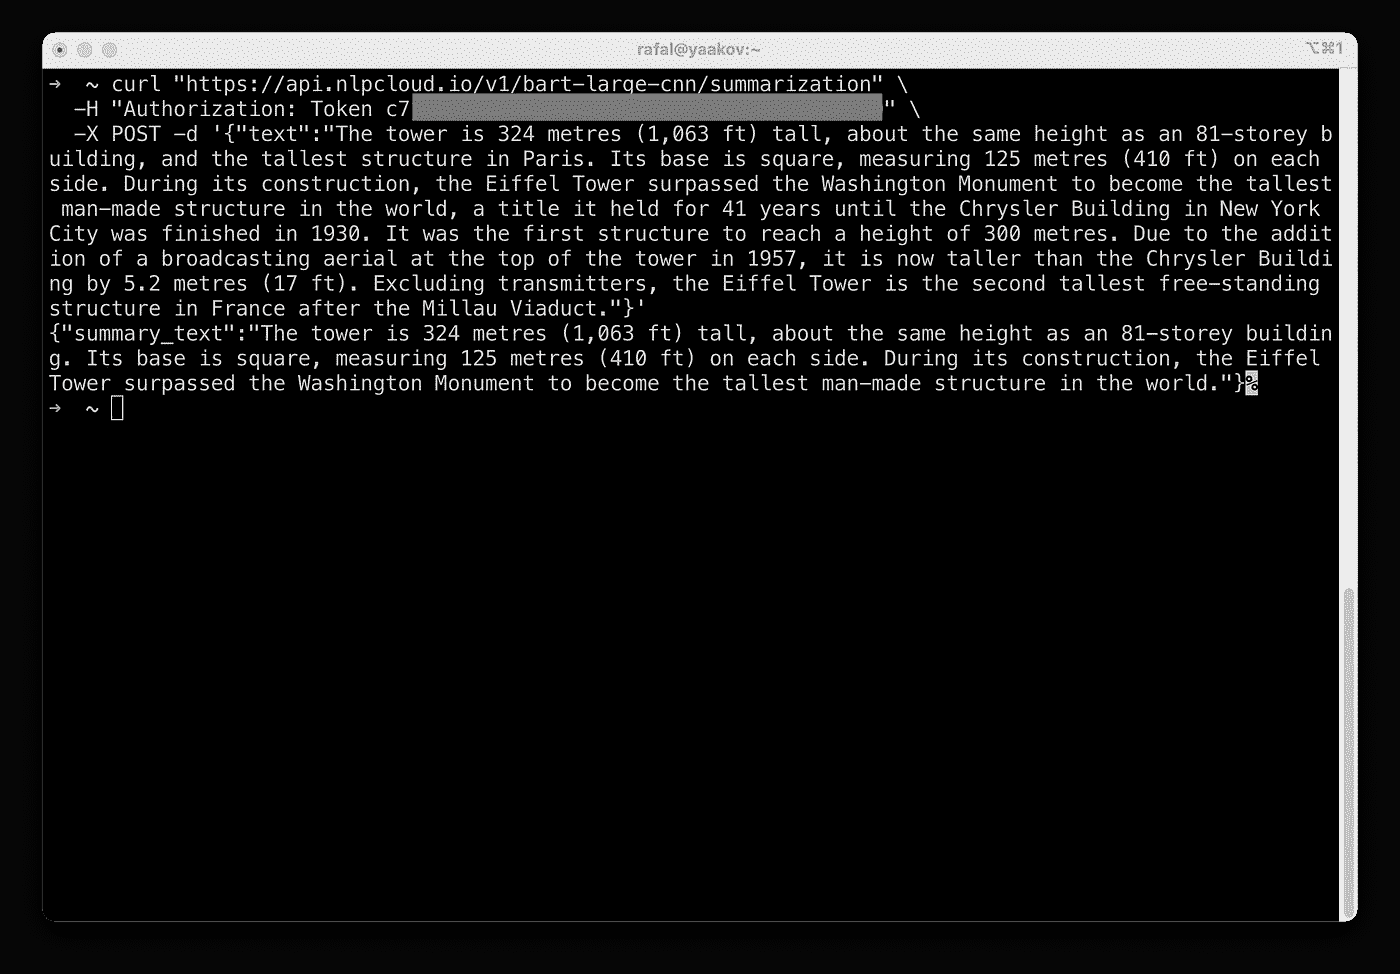 rafal@yaakov:~
⌥⌘1
→ ~ curl "https://api.nlpcloud.io/v1/bart-large-cnn/summarization" \
-H "Authorization: Token c7" \
-X POST -d '{"text":"The tower is 324 metres (1,063 ft) tall, about the same height as an 81-storey b
uilding, and the tallest structure in Paris. Its base is square, measuring 125 metres (410 ft) on each
side. During its construction, the Eiffel Tower surpassed the Washington Monument to become the tallest
man-made structure in the world, a title it held for 41 years until the Chrysler Building in New York
City was finished in 1930. It was the first structure to reach a height of 300 metres. Due to the addit
ion of a broadcasting aerial at the top of the tower in 1957, it is now taller than the Chrysler Buildi
ng by 5.2 metres (17 ft). Excluding transmitters, the Eiffel Tower is the second tallest free-standing
structure in France after the Millau Viaduct."}'
{"summary_text":"The tower is 324 metres (1,063 ft) tall, about the same height as an 81-storey buildin
g. Its base is square, measuring 125 metres (410 ft) on each side. During its construction, the Eiffel
Tower surpassed the Washington Monument to become the tallest man-made structure in the world."}%
→ ~